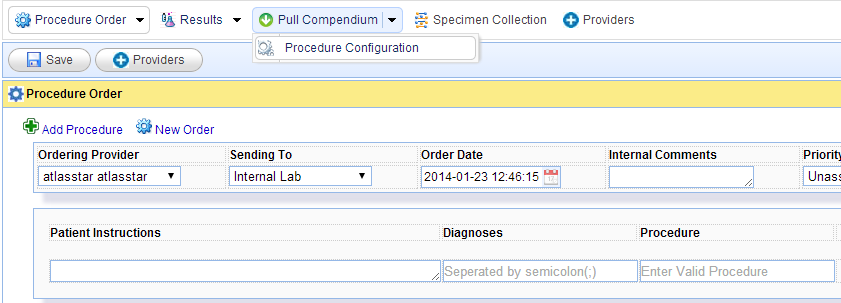 Procedure Order Results Pull Compendium Specimen Collection Providers
Procedure Configuration
Save Providers
Procedure Order
Add Procedure New Order
Ordering Provider Sending To Order Date Internal Comments Priority
atlasstar atlasstar Internal Lab 2014-01-23 12:46:15 Unass
Patient Instructions Diagnoses Procedure
Seperated by semicolon(;) Enter Valid Procedure